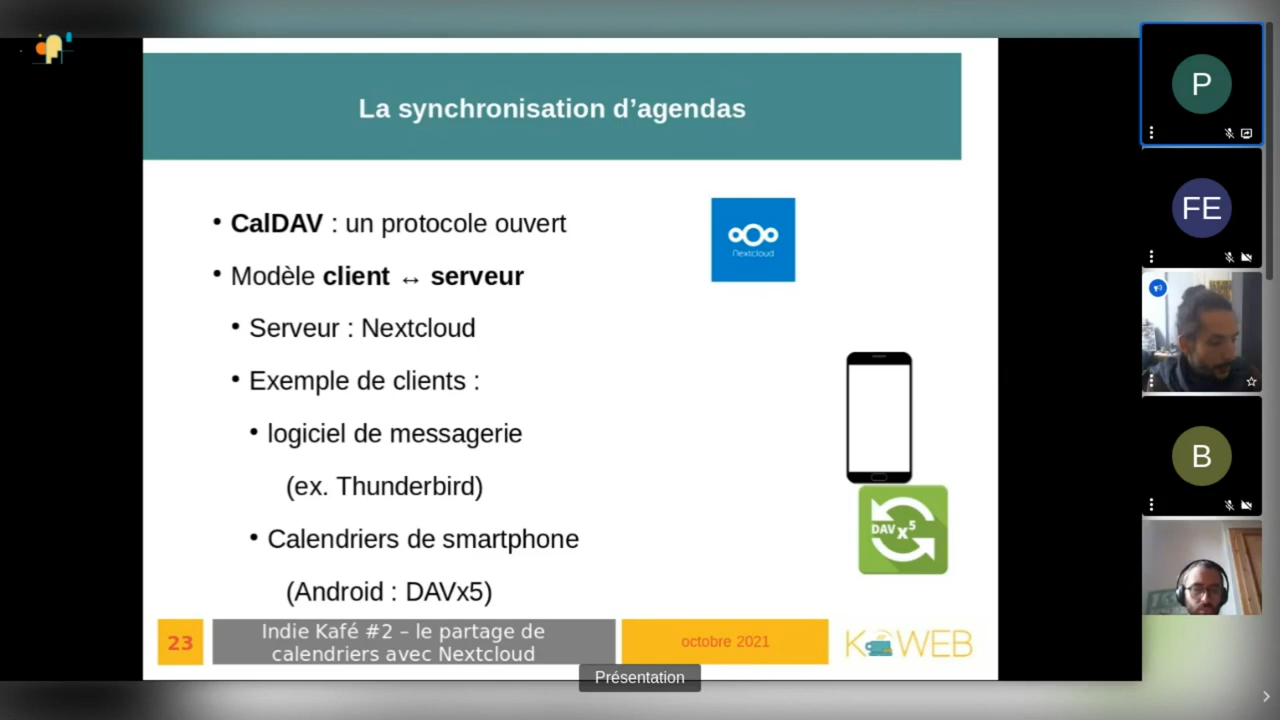 La synchronisation d’agendas
• CalDAV : un protocole ouvert
• Modèle client ↔ serveur
• Serveur : Nextcloud
• Exemple de clients :
• logiciel de messagerie
(ex. Thunderbird)
• Calendriers de smartphone
(Android : DAVx5)
Nextcloud
DAVx⁵
23
Indie Kafé #2 – le partage de
calendriers avec Nextcloud
octobre 2021
KWEB
Présentation
P
FE
B